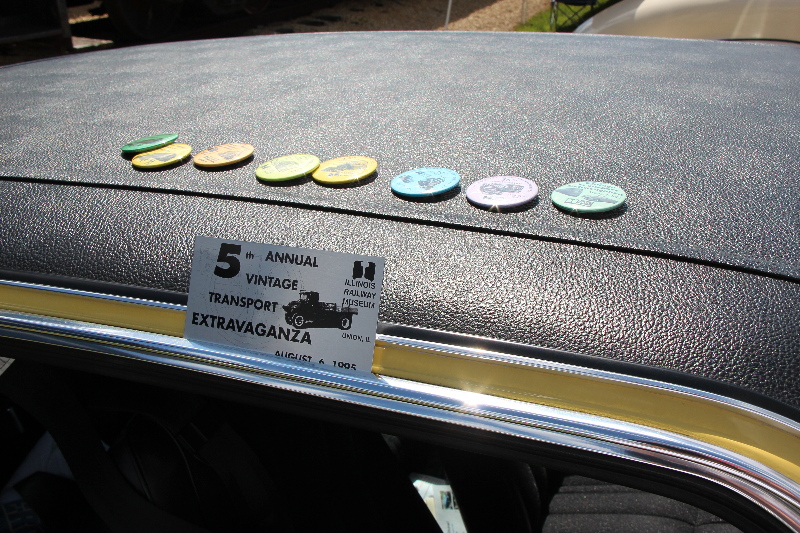 5th ANNUAL
VINTAGE
TRANSPORT
EXTRAVAGANZA
AUGUST 6, 1995
ILLINOIS
RAILWAY
MUSEUM
UNION, IL